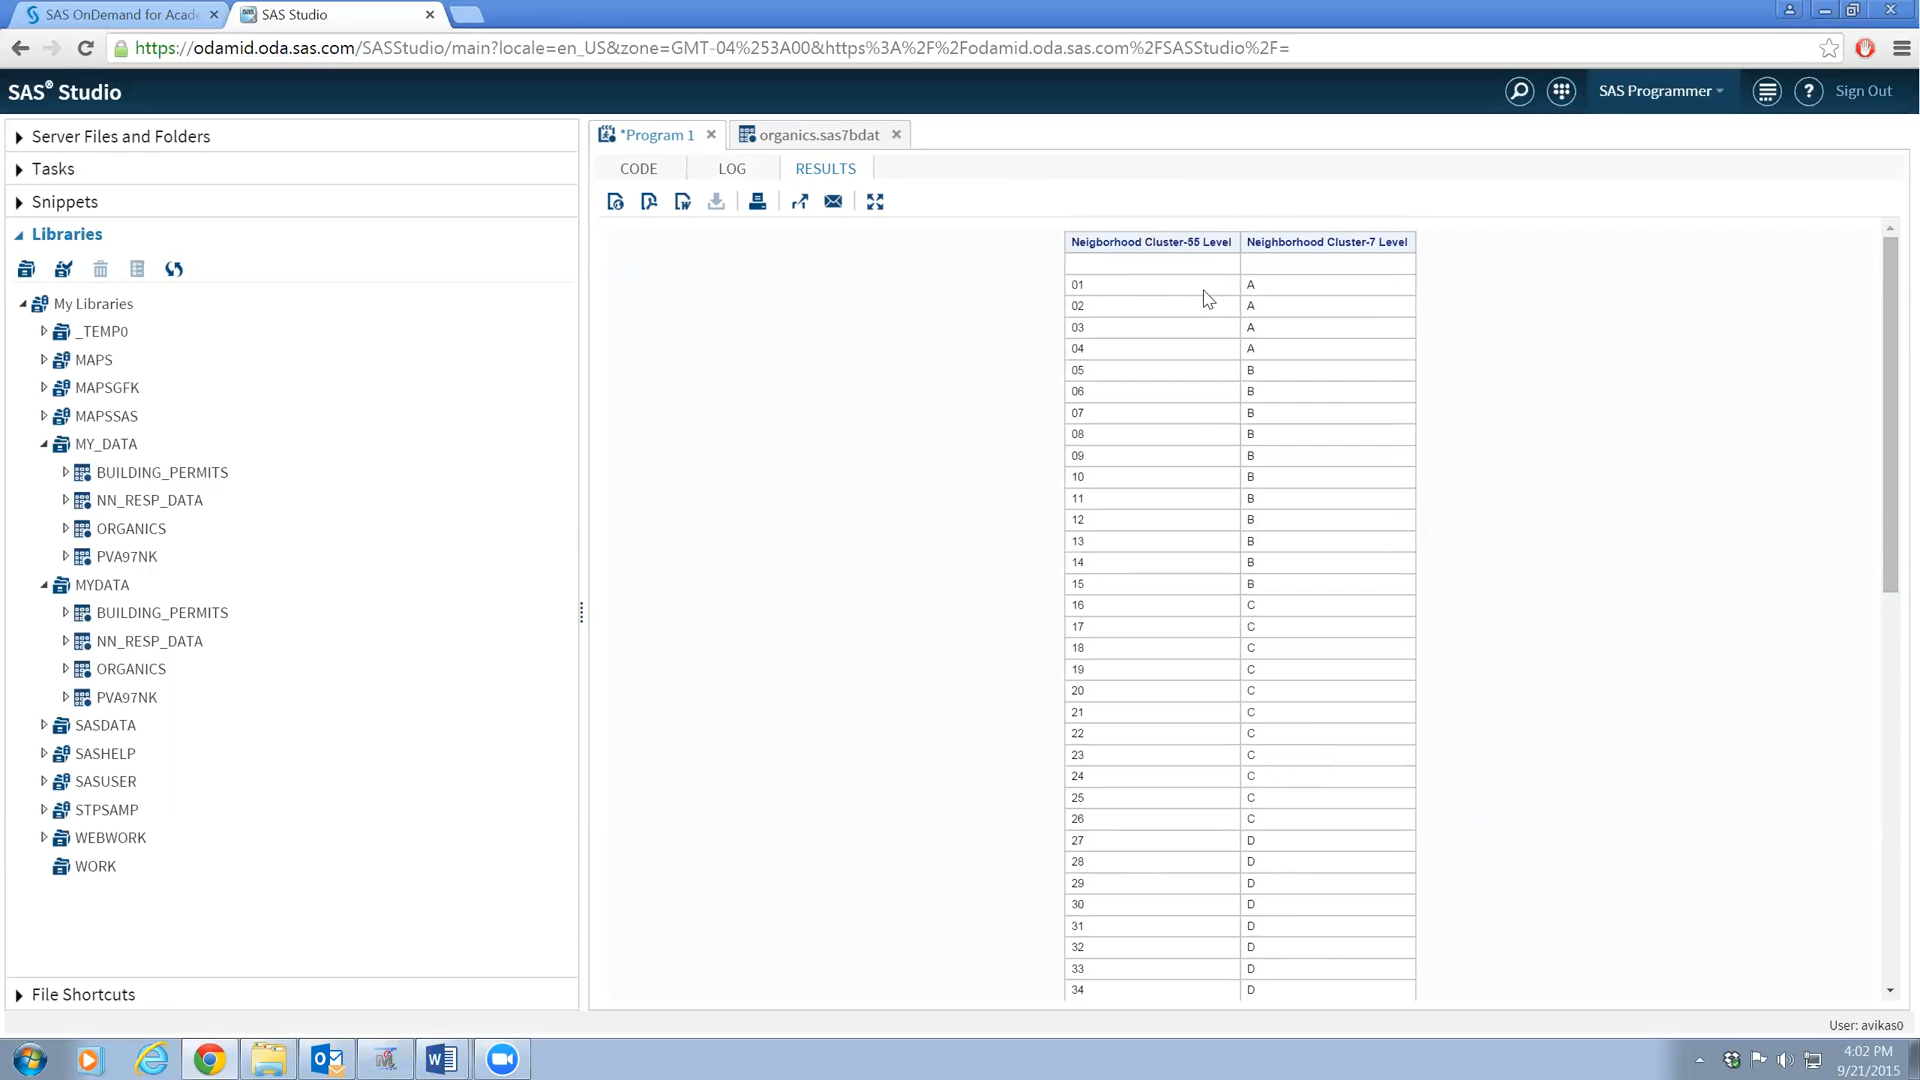 SAS OnDemand for Acad
SAS Studio
https://odamid.oda.sas.com/SASStudio/main?locale=en_US&zone=GMT-04%253A00&https%3A%2F%2Fodamid.oda.sas.com%2FSASStudio%2F=
SAS® Studio
SAS Programmer
Sign Out
Server Files and Folders
Tasks
Snippets
Libraries
My Libraries
_TEMP0
MAPS
MAPSGFK
MAPSSAS
MY_DATA
BUILDING_PERMITS
NN_RESP_DATA
ORGANICS
PVA97NK
MYDATA
BUILDING_PERMITS
NN_RESP_DATA
ORGANICS
PVA97NK
SASDATA
SASHELP
SASUSER
STPSAMP
WEBWORK
WORK
File Shortcuts
*Program 1
organics.sas7bdat
CODE LOG RESULTS
Neigborhood Cluster-55 Level Neighborhood Cluster-7 Level
01 A
02 A
03 A
04 A
05 B
06 B
07 B
08 B
09 B
10 B
11 B
12 B
13 B
14 B
15 B
16 C
17 C
18 C
19 C
20 C
21 C
22 C
23 C
24 C
25 C
26 C
27 D
28 D
29 D
30 D
31 D
32 D
33 D
34 D
User: avikas0
4:02 PM
9/21/2015